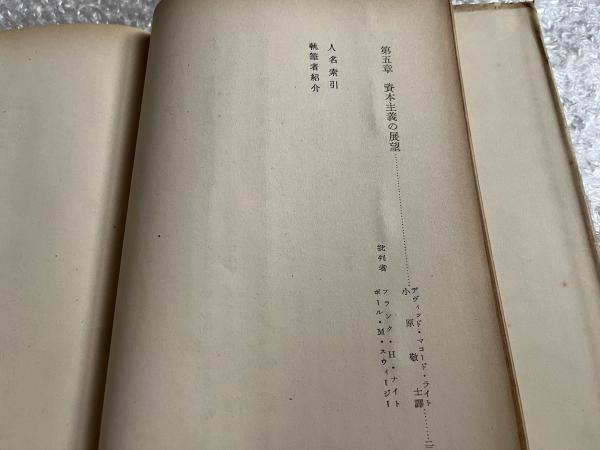 第五章 資本主義の展望……………………
デヴィッド・マコード・ライト……
小原敬士譯
批判者
フランク・H・ナイト
ポール・M・スウィージー
人名索引
執筆者紹介